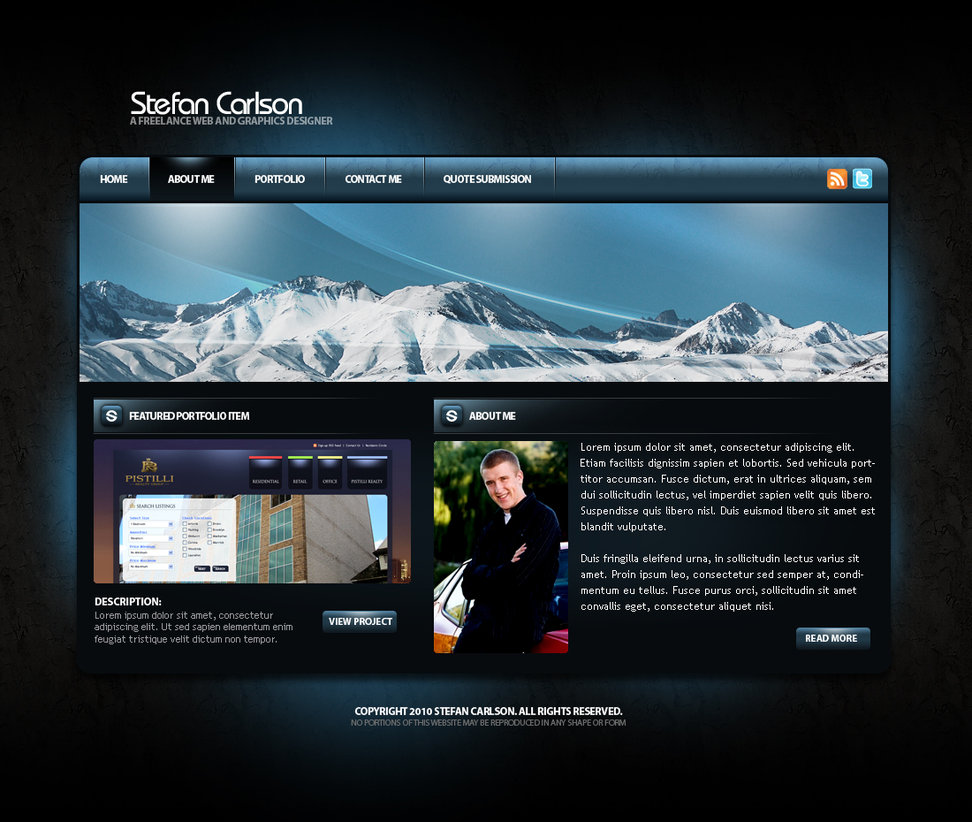 Stefan Carlson
A FREELANCE WEB AND GRAPHICS DESIGNER
HOME
ABOUT ME
PORTFOLIO
CONTACT ME
QUOTE SUBMISSION
S FEATURED PORTFOLIO ITEM
PISTILLI
REALTY GROUP
RESIDENTIAL
RETAIL
OFFICE
PISTILLI REALTY
SEARCH LISTINGS
DESCRIPTION:
Lorem ipsum dolor sit amet, consectetur
adipiscing elit. Ut sed sapien elementum enim
feugiat tristique velit dictum non tempor.
VIEW PROJECT
S ABOUT ME
Lorem ipsum dolor sit amet, consectetur adipiscing elit.
Etiam facilisis dignissim sapien et lobortis. Sed vehicula port-
titor accumsan. Fusce dictum, erat in ultrices aliquam, sem
dui sollicitudin lectus, vel imperdiet sapien velit quis libero.
Suspendisse quis libero nisl. Duis euismod libero sit amet est
blandit vulputate.
Duis fringilla eleifend urna, in sollicitudin lectus varius sit
amet. Proin ipsum leo, consectetur sed semper at, condi-
mentum eu tellus. Fusce purus orci, sollicitudin sit amet
convallis eget, consectetur aliquet nisi.
READ MORE
COPYRIGHT 2010 STEFAN CARLSON. ALL RIGHTS RESERVED.
NO PORTIONS OF THIS WEBSITE MAY BE REPRODUCED IN ANY SHAPE OR FORM